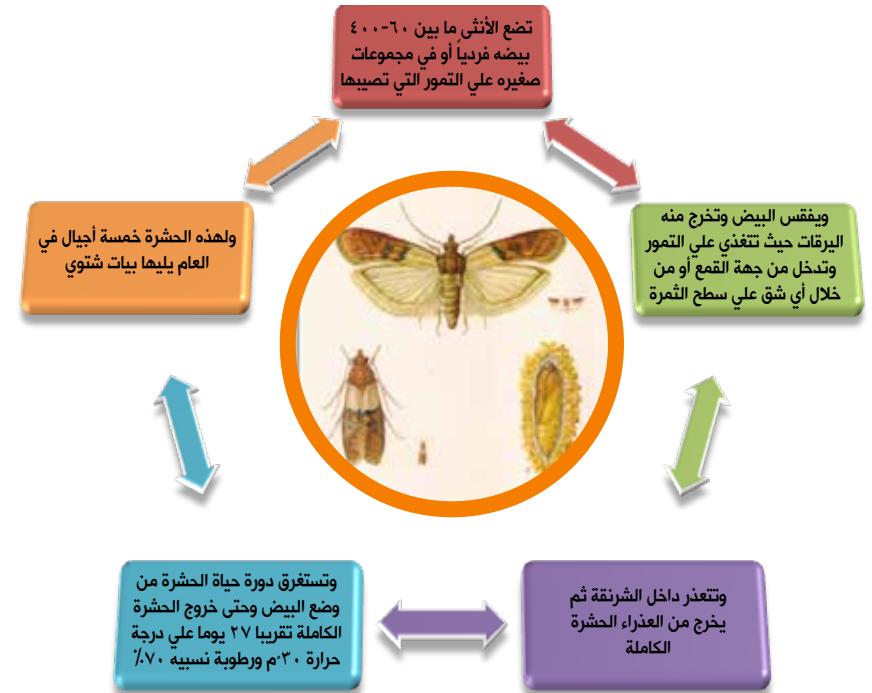 تضع الأنثى ما بين ٦٠-٤٠٠
بيضه فردياً أو في مجموعات
صغيره علي التمور التي تصيبها
ويفقس البيض وتخرج منه
اليرقات حيث تتغذي علي التمور
وتدخل من جهة القمع أو من
خلال أي شق علي سطح الثمرة
وتتعذر داخل الشرنقة ثم
يخرج من العذراء الحشرة
الكاملة
وتستغرق دورة حياة الحشرة من
وضع البيض وحتى خروج الحشرة
الكاملة تقريبا ٢٧ يوما علي درجة
حرارة ٣٠°م ورطوبة نسبيه ٧٠٪
ولهذه الحشرة خمسة أجيال في
العام يليها بيات شتوي